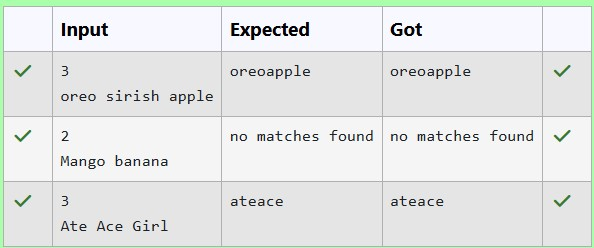 Input Expected Got
3 oreoapple oreoapple
oreo sirish apple
2 no matches found no matches found
Mango banana
3 ateace ateace
Ate Ace Girl